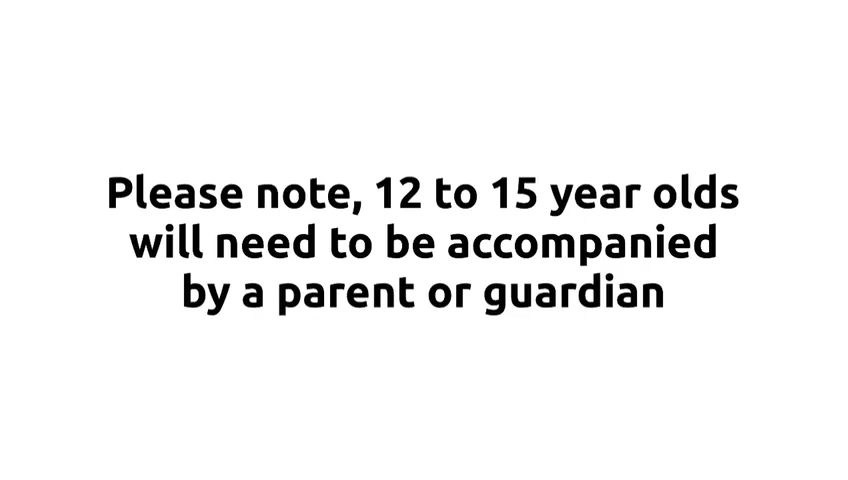 Please note, 12 to 15 year olds
will need to be accompanied
by a parent or guardian